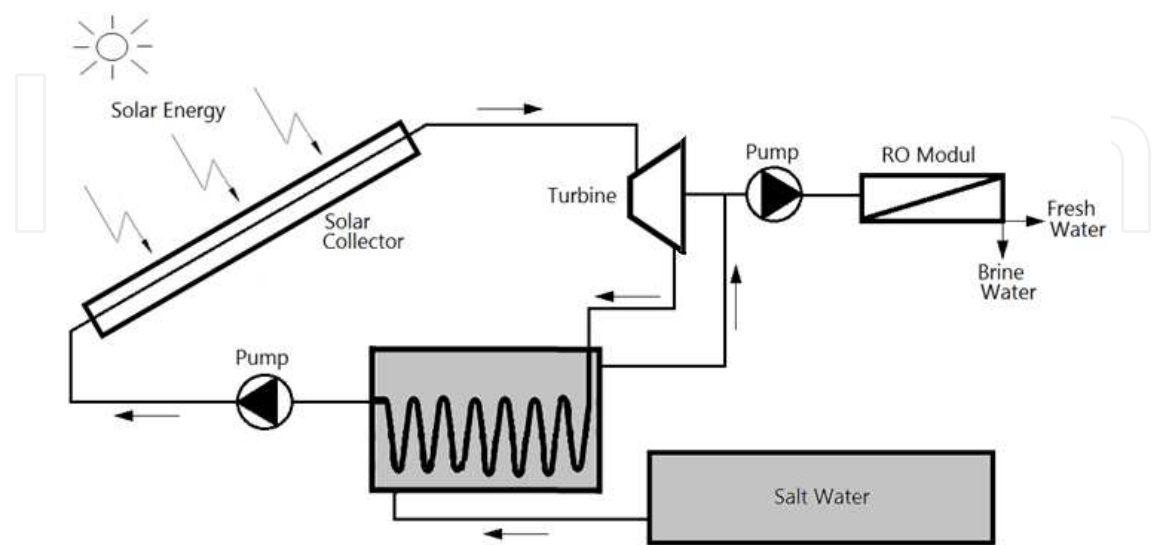 Solar Energy
Solar
Collector
Turbine
Pump
RO Modul
Fresh
Water
Brine
Water
Pump
Salt Water